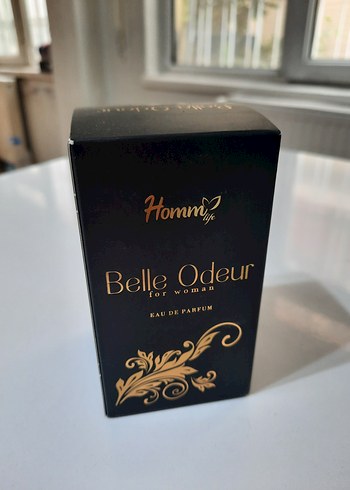 Homm
life
Belle Odeur
for woman
EAU DE PARFUM